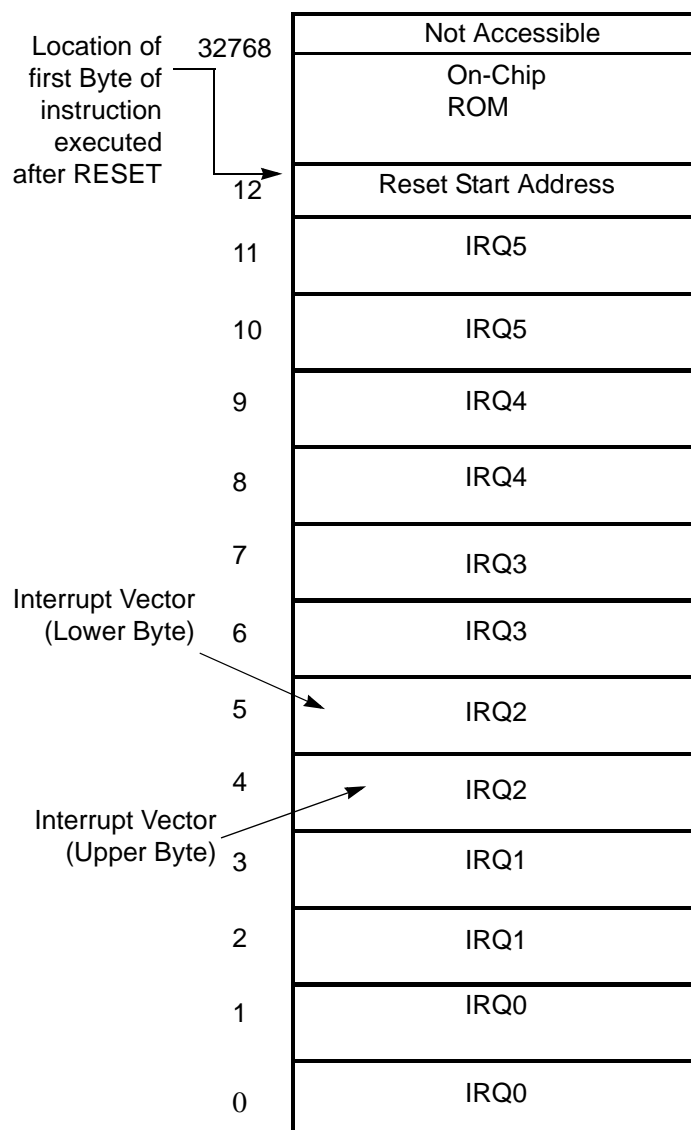 Location of
first Byte of
instruction
executed
after RESET
32768
Not Accessible
On-Chip
ROM
12
Reset Start Address
11
IRQ5
10
IRQ5
9
IRQ4
8
IRQ4
7
IRQ3
Interrupt Vector
(Lower Byte)
6
IRQ3
5
IRQ2
4
IRQ2
Interrupt Vector
(Upper Byte)
3
IRQ1
2
IRQ1
1
IRQ0
0
IRQ0